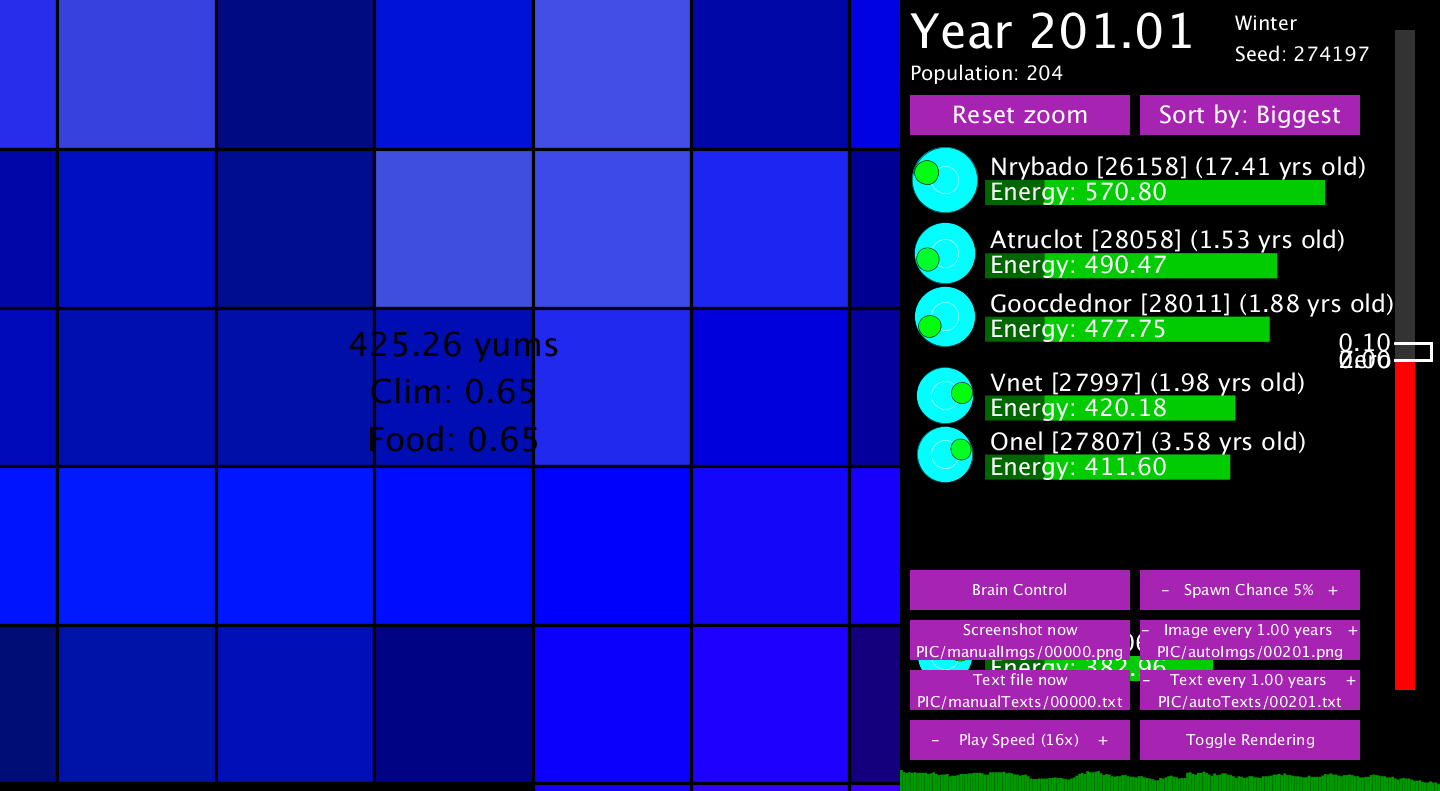 Year 201.01
Winter
Seed: 274197
Population: 204
Reset zoom
Sort by: Biggest
Nrybado [26158] (17.41 yrs old)
Energy: 570.80
Atruclot [28058] (1.53 yrs old)
Energy: 490.47
Goocdednor [28011] (1.88 yrs old)
Energy: 477.75
0.10
Vnet [27997] (1.98 yrs old)
Energy: 420.18
Onel [27807] (3.58 yrs old)
Energy: 411.60
425.26 yums
Clim: 0.65
Food: 0.65
Brain Control
- Spawn Chance 5% +
Screenshot now
PIC/manualImgs/00000.png
- Image every 1.00 years +
PIC/autoImgs/00201.png
Energy: 382.96
Text file now
PIC/manualTexts/00000.txt
- Text every 1.00 years +
PIC/autoTexts/00201.txt
- Play Speed (16x) +
Toggle Rendering